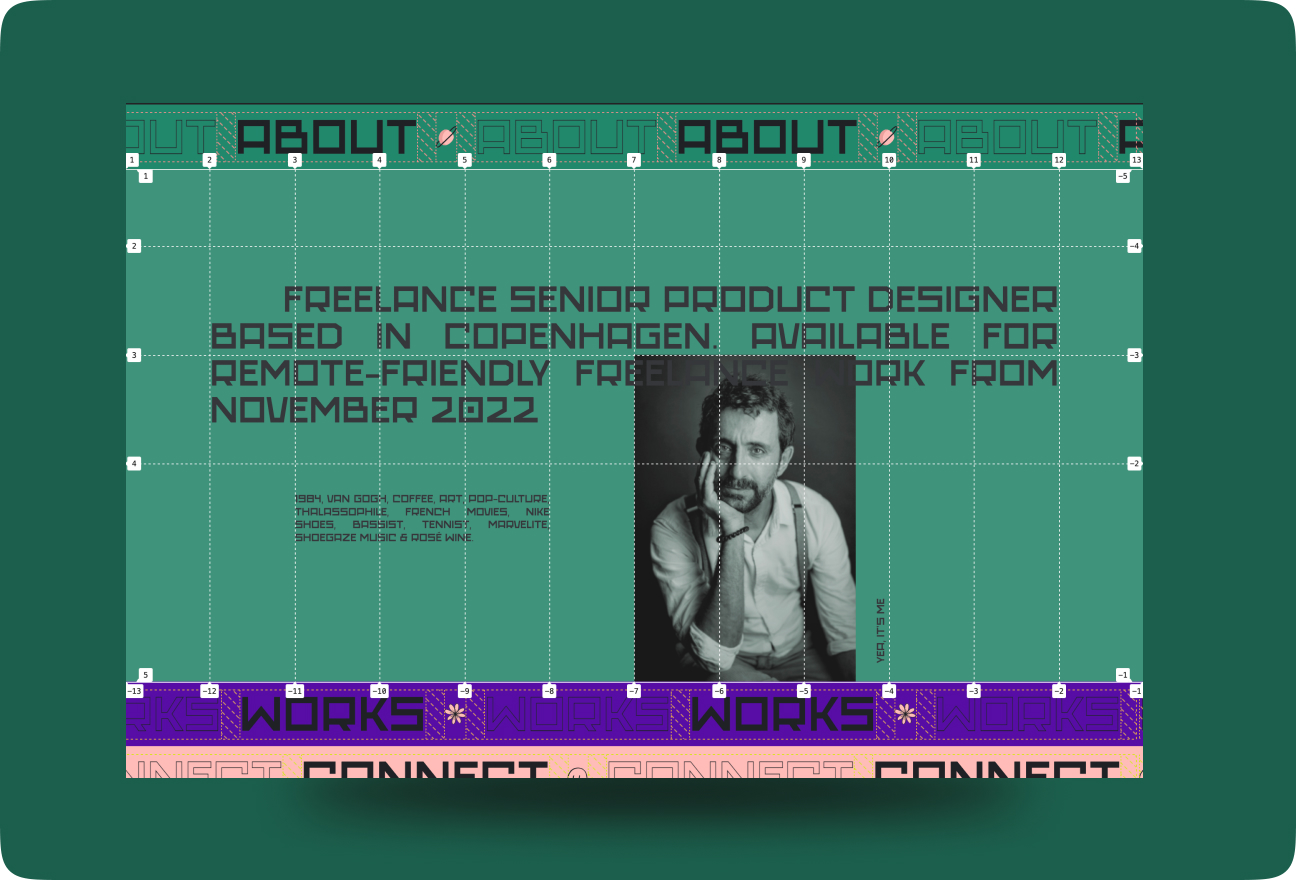 OUT ABOUT ABOUT ABOUT ABOUT A
1 2 3 4 5 6 7 8 9 10 11 12 13
1 -5
2 -4
FREELANCE SENIOR PRODUCT DESIGNER
BASED IN COPENHAGEN. AVAILABLE FOR
3 -3
REMOTE-FRIENDLY FREELANCE WORK FROM
NOVEMBER 2022
4 -2
1984, VAN GOGH, COFFEE, ART, POP-CULTURE,
THALASSOPHILE, FRENCH MOVIES, NIKE
SHOES, BASSIST, TENNIST, MARVELITE,
SHOEGAZE MUSIC & ROSÉ WINE.
YEA, IT'S ME
5 -1
-13 -12 -11 -10 -9 -8 -7 -6 -5 -4 -3 -2 -1
RKS WORKS WORKS WORKS WORKS
NNECT CONNECT CONNECT CONNECT